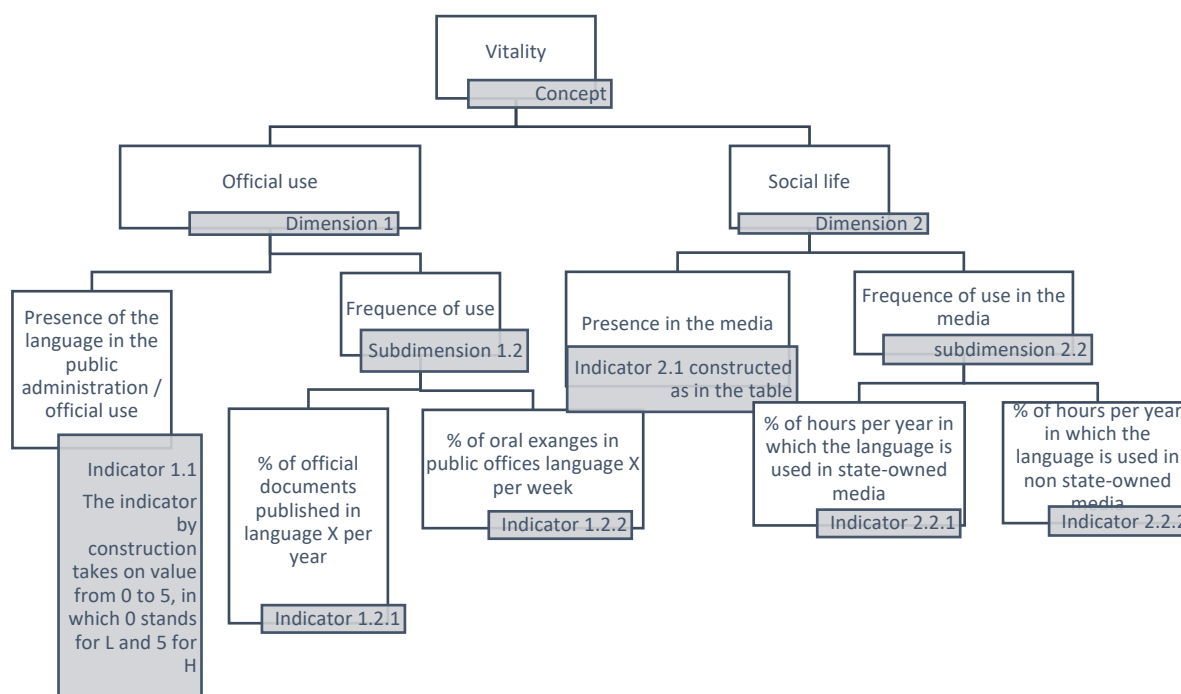 Vitality
Concept
Official use
Dimension 1
Social life
Dimension 2
Presence of the
language in the
public
administration /
official use
Indicator 1.1
The indicator
by
construction
takes on value
from 0 to 5, in
which 0 stands
for L and 5 for
H
Frequence of use
Subdimension 1.2
% of official
documents
published in
language X per
year
Indicator 1.2.1
% of oral exanges in
public offices language X
per week
Indicator 1.2.2
Presence in the media
Indicator 2.1 constructed
as in the table
Frequence of use in the
media
subdimension 2.2
% of hours per year in
which the language is
used in state-owned
media
Indicator 2.2.1
% of hours per year
in which the
language is used in
non state-owned
media
Indicator 2.2.2